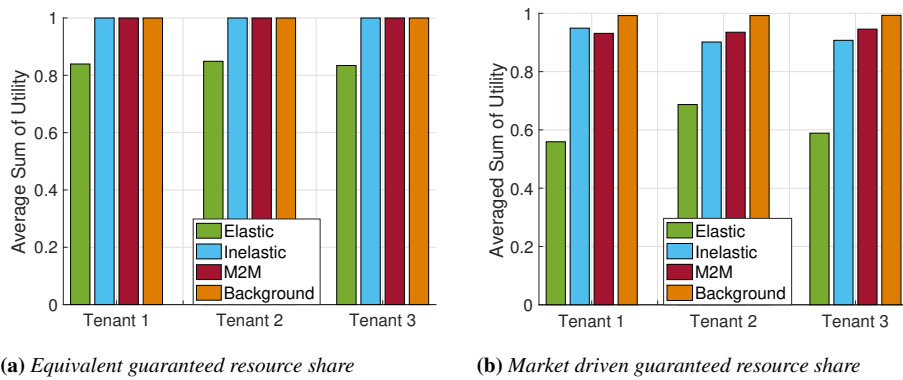 Average Sum of Utility
1
0.8
0.6
0.4
0.2
0
Elastic
Inelastic
M2M
Background
Tenant 1
Tenant 2
Tenant 3
(a) Equivalent guaranteed resource share
Averaged Sum of Utility
1
0.8
0.6
0.4
0.2
0
Elastic
Inelastic
M2M
Background
Tenant 1
Tenant 2
Tenant 3
(b) Market driven guaranteed resource share